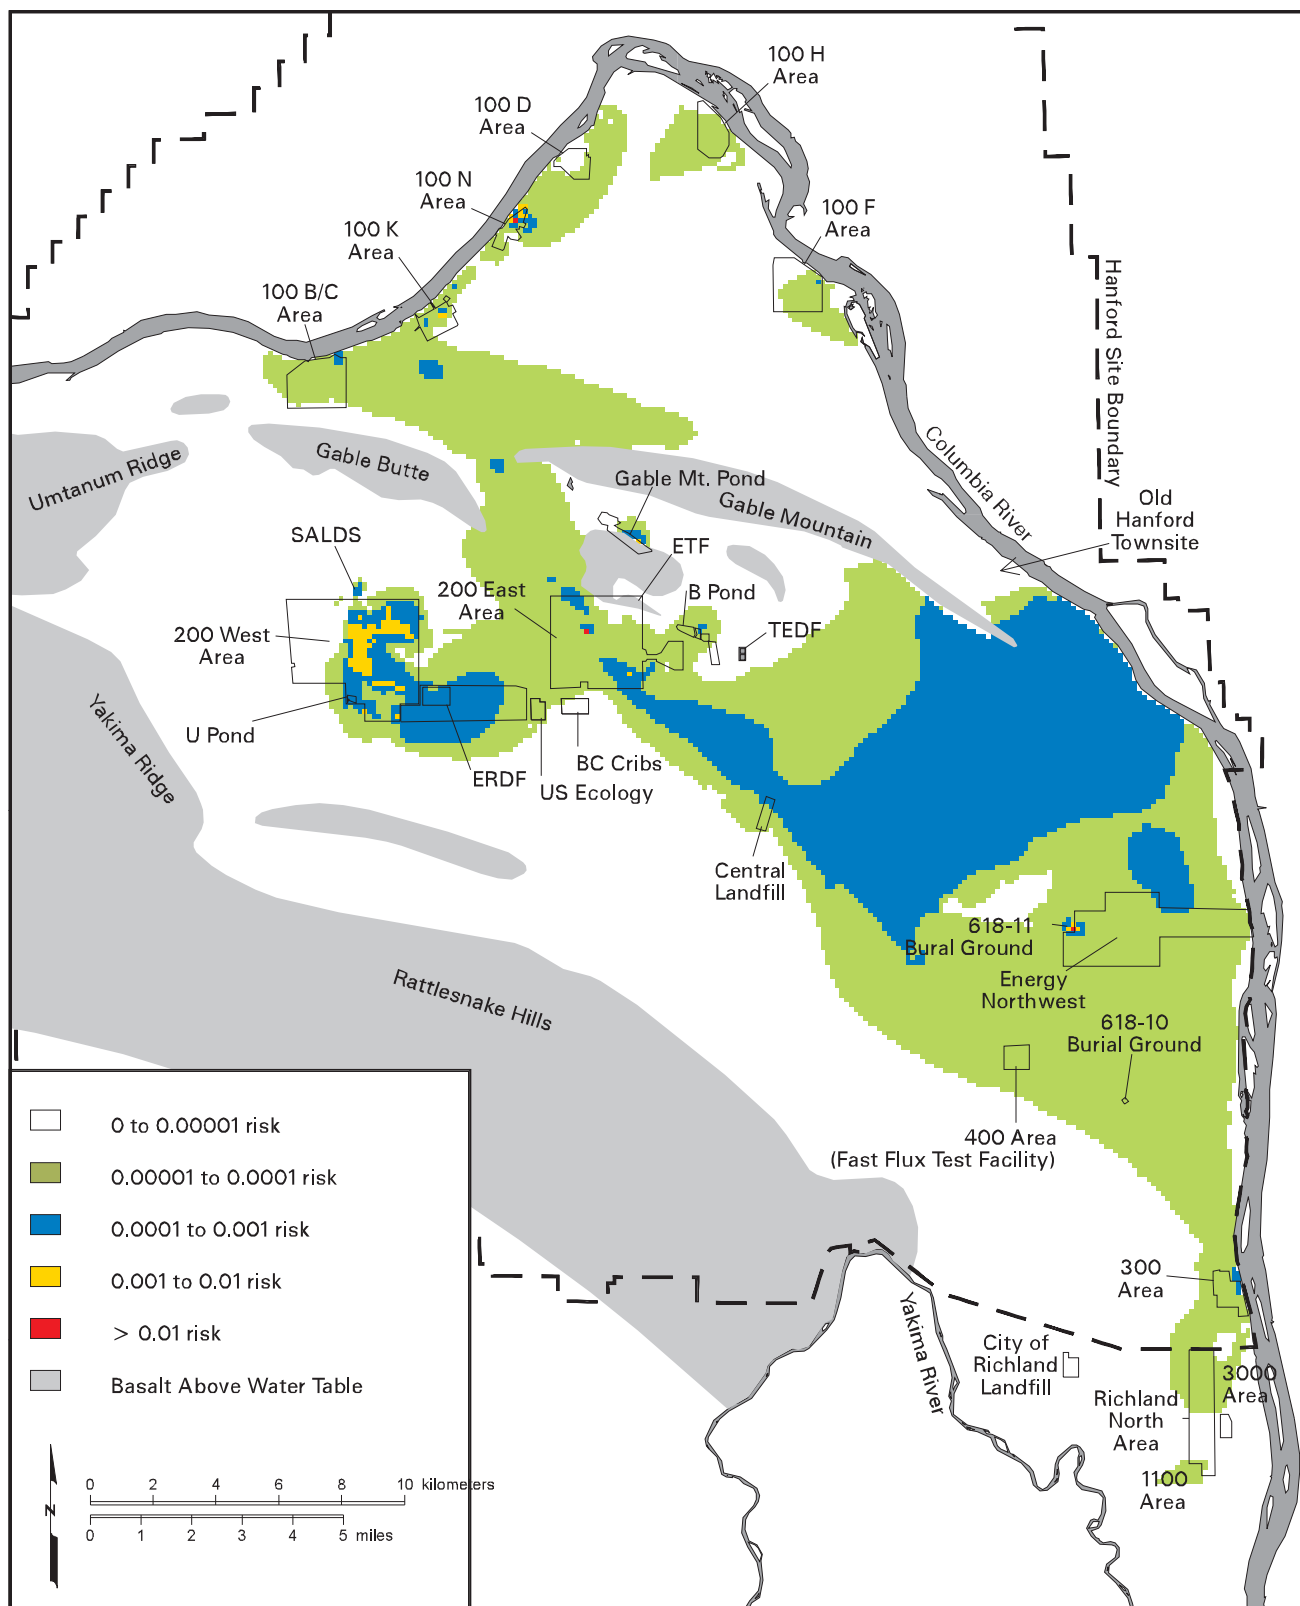 100 H
Area
100 D
Area
100 N
Area
100 F
Area
100 K
Area
100 B/C
Area
Hanford Site Boundary
Columbia River
Umtanum Ridge
Gable Butte
Gable Mt. Pond
Gable Mountain
Old
Hanford
Townsite
SALDS
ETF
200 East
Area
B Pond
TEDF
200 West
Area
Yakima Ridge
U Pond
ERDF
BC Cribs
US Ecology
Central
Landfill
618-11
Bural Ground
Energy
Northwest
Rattlesnake Hills
618-10
Burial Ground
400 Area
(Fast Flux Test Facility)
0 to 0.00001 risk
0.00001 to 0.0001 risk
0.0001 to 0.001 risk
0.001 to 0.01 risk
> 0.01 risk
Basalt Above Water Table
300
Area
Yakima River
City of
Richland
Landfill
3000
Area
Richland
North
Area
1100
Area
N
0 2 4 6 8 10 kilometers
0 1 2 3 4 5 miles